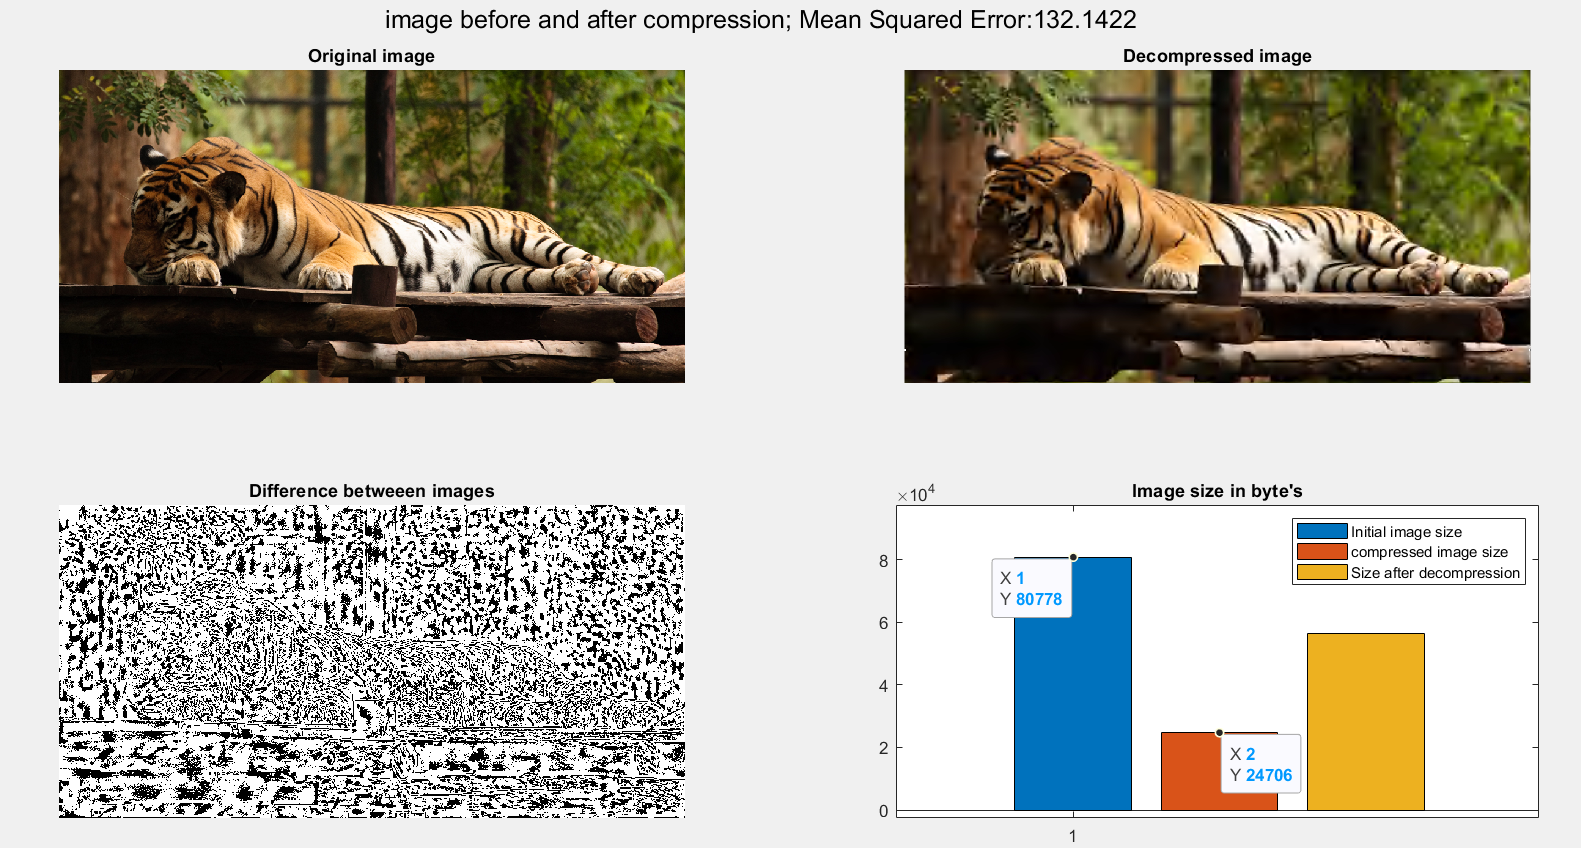 image before and after compression; Mean Squared Error:132.1422
Original image
Decompressed image
Difference betweeen images
Image size in byte's
×10^4
Initial image size
compressed image size
Size after decompression
8
6
4
2
0
X 1
Y 80778
X 2
Y 24706
1